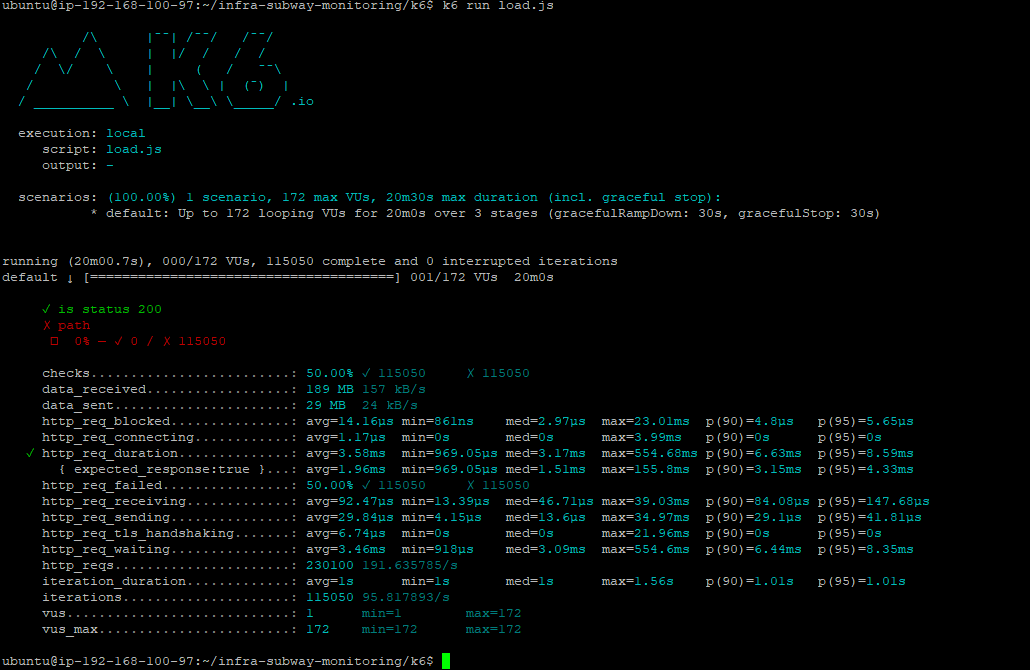 ubuntu@ip-192-168-100-97:~/infra-subway-monitoring/k6$ k6 run load.js
          /\      |‾‾| /‾‾/   /‾‾/
     /\  /  \     |  |/  /   /  /
    /  \/    \    |     (   /   ‾‾\
   /          \   |  |\  \ |  (‾)  |
  / __________ \  |__| \__\ \_____/ .io
execution: local
script: load.js
output: -
scenarios: (100.00%) 1 scenario, 172 max VUs, 20m30s max duration (incl. graceful stop):
* default: Up to 172 looping VUs for 20m0s over 3 stages (gracefulRampDown: 30s, gracefulStop: 30s)
running (20m00.7s), 000/172 VUs, 115050 complete and 0 interrupted iterations
default ↓ [======================================] 001/172 VUs  20m0s
✓ is status 200
✗ path
0% — ✓ 0 / ✗ 115050
checks.........................: 50.00% ✓ 115050     ✗ 115050
data_received..................: 189 MB 157 kB/s
data_sent......................: 29 MB  24 kB/s
http_req_blocked...............: avg=14.16µs min=861ns    med=2.97µs  max=23.01ms  p(90)=4.8µs   p(95)=5.65µs
http_req_connecting............: avg=1.17µs  min=0s       med=0s      max=3.99ms   p(90)=0s      p(95)=0s
✓ http_req_duration..............: avg=3.58ms  min=969.05µs med=3.17ms  max=554.68ms p(90)=6.63ms  p(95)=8.59ms
{ expected_response:true }...: avg=1.96ms  min=969.05µs med=1.51ms  max=155.8ms  p(90)=3.15ms  p(95)=4.33ms
http_req_failed................: 50.00% ✓ 115050     ✗ 115050
http_req_receiving.............: avg=92.47µs min=13.39µs  med=46.71µs max=39.03ms  p(90)=84.08µs p(95)=147.68µs
http_req_sending...............: avg=29.84µs min=4.15µs   med=13.6µs  max=34.97ms  p(90)=29.1µs  p(95)=41.81µs
http_req_tls_handshaking.......: avg=6.74µs  min=0s       med=0s      max=21.96ms  p(90)=0s      p(95)=0s
http_req_waiting...............: avg=3.46ms  min=918µs    med=3.09ms  max=554.6ms  p(90)=6.44ms  p(95)=8.35ms
http_reqs......................: 230100 191.635785/s
iteration_duration.............: avg=1s      min=1s       med=1s      max=1.56s    p(90)=1.01s   p(95)=1.01s
iterations.....................: 115050 95.817893/s
vus............................: 1      min=1        max=172
vus_max........................: 172    min=172      max=172
ubuntu@ip-192-168-100-97:~/infra-subway-monitoring/k6$